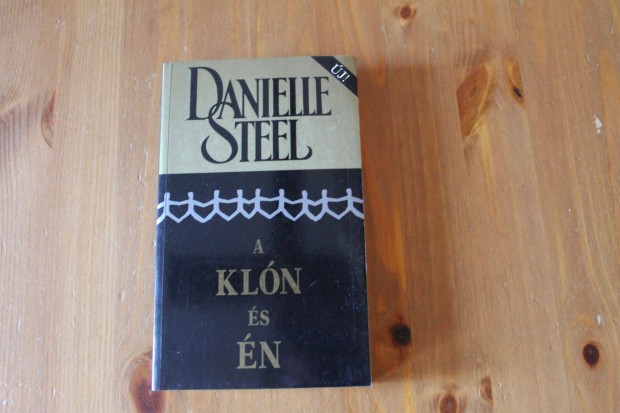 DANIELLE
STEEL
ÚJ!
A
KLÓN
ÉS
ÉN